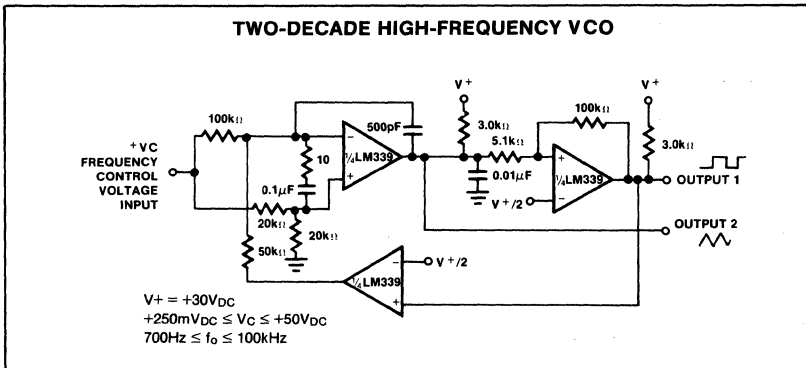 TWO-DECADE HIGH-FREQUENCY VCO
V+
V+
100kΩ
500pF
3.0kΩ
100kΩ
3.0kΩ
5.1kΩ
+VC
FREQUENCY
CONTROL
VOLTAGE
INPUT
−
10
¼LM339
+
0.1μF
0.01μF
+
¼LM339
−
V+/2
OUTPUT 1
20kΩ
20kΩ
50kΩ
OUTPUT 2
−
V+/2
¼LM339
+
V+ = +30VDC
+250mVDC ≤ VC ≤ +50VDC
700Hz ≤ fo ≤ 100kHz